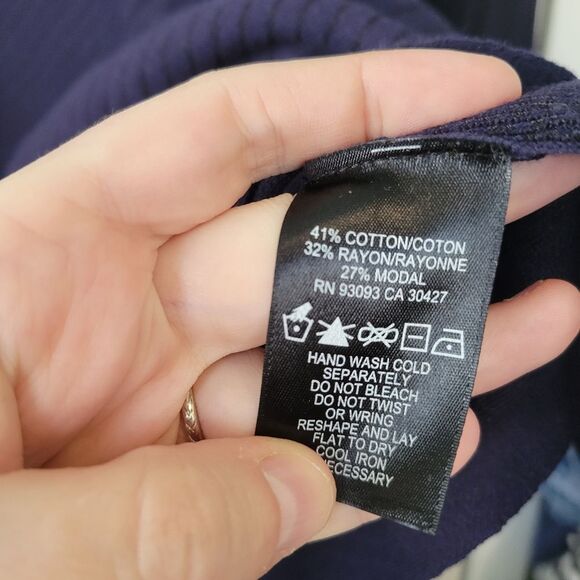 41% COTTON/COTON
32% RAYON/RAYONNE
27% MODAL
RN 93093 CA 30427
HAND WASH COLD
SEPARATELY
DO NOT BLEACH
DO NOT TWIST
OR WRING
RESHAPE AND LAY
FLAT TO DRY
COOL IRON
NECESSARY